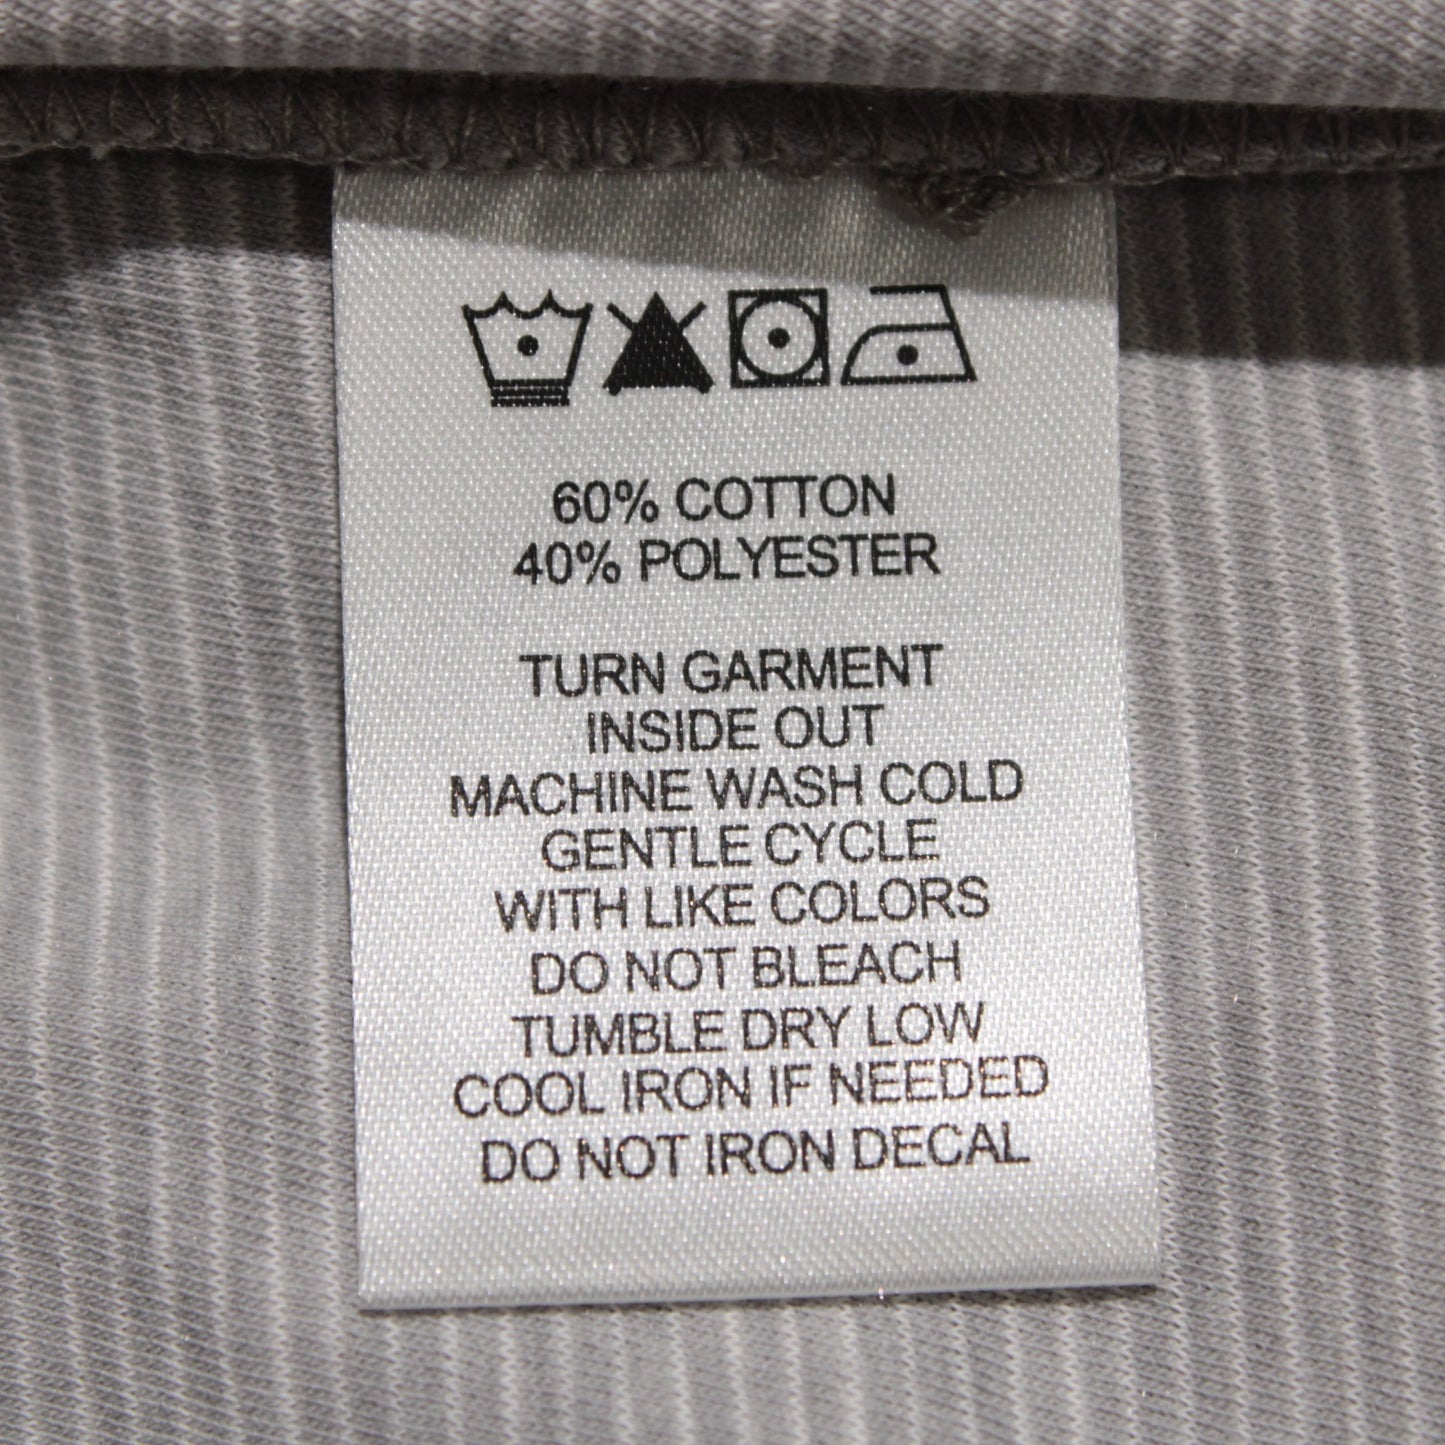 60% COTTON
40% POLYESTER
TURN GARMENT
INSIDE OUT
MACHINE WASH COLD
GENTLE CYCLE
WITH LIKE COLORS
DO NOT BLEACH
TUMBLE DRY LOW
COOL IRON IF NEEDED
DO NOT IRON DECAL